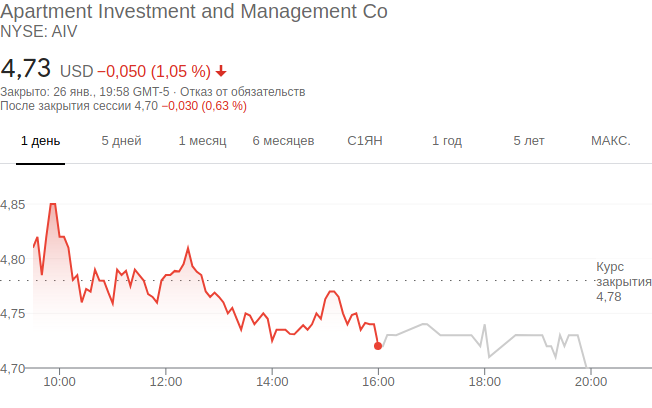 Apartment Investment and Management Co
NYSE: AIV
4,73 USD −0,050 (1,05 %)
Закрыто: 26 янв., 19:58 GMT-5 · Отказ от обязательств
После закрытия сессии 4,70 −0,030 (0,63 %)
1 день 5 дней 1 месяц 6 месяцев С1ЯН 1 год 5 лет МАКС.
4,85
4,80
Курс
закрытия
4,78
4,75
4,70
10:00 12:00 14:00 16:00 18:00 20:00